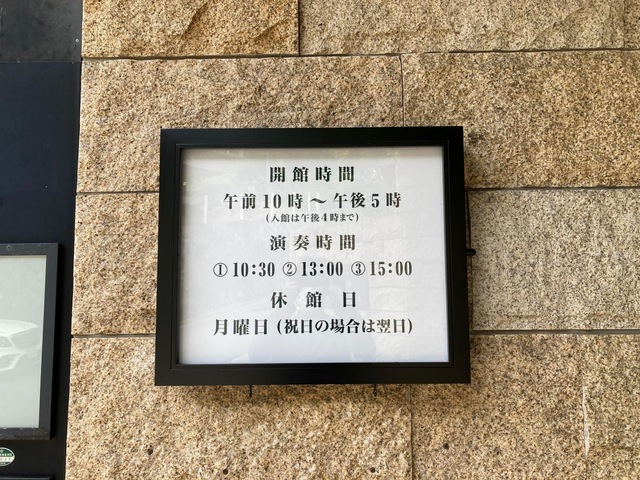 開館時間
午前10時〜午後5時
(入館は午後4時まで)
演奏時間
①10:30 ②13:00 ③15:00
休館日
月曜日(祝日の場合は翌日)